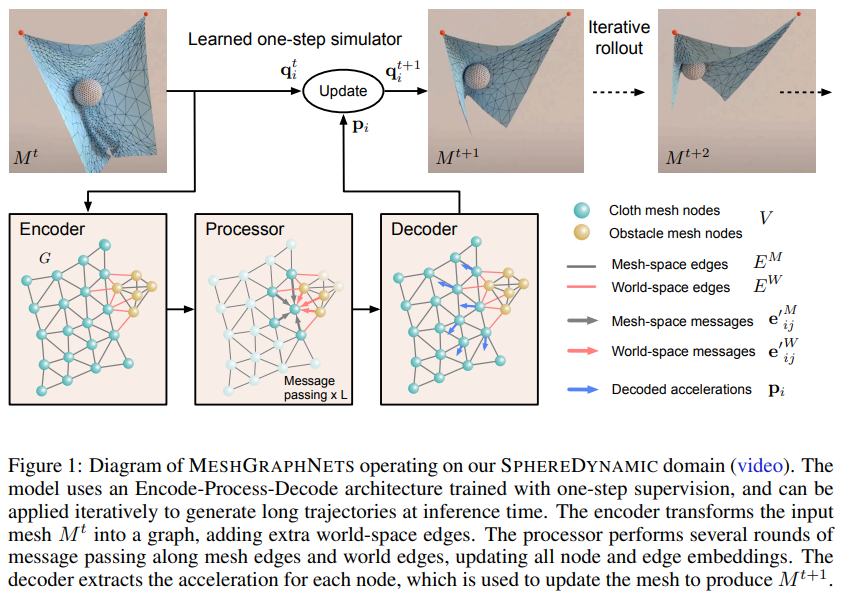 Learned one-step simulator
Iterative
rollout
q_i^t
Update
q_i^{t+1}
p_i
M^t
M^{t+1}
M^{t+2}
Encoder
G
Processor
Message
passing x L
Decoder
Cloth mesh nodes
Obstacle mesh nodes
V
Mesh-space edges E^M
World-space edges E^W
Mesh-space messages e'^M_{ij}
World-space messages e'^W_{ij}
Decoded accelerations p_i
Figure 1: Diagram of MESHGRAPHNETS operating on our SPHEREDYNAMIC domain (video). The
model uses an Encode-Process-Decode architecture trained with one-step supervision, and can be
applied iteratively to generate long trajectories at inference time. The encoder transforms the input
mesh M^t into a graph, adding extra world-space edges. The processor performs several rounds of
message passing along mesh edges and world edges, updating all node and edge embeddings. The
decoder extracts the acceleration for each node, which is used to update the mesh to produce M^{t+1}.